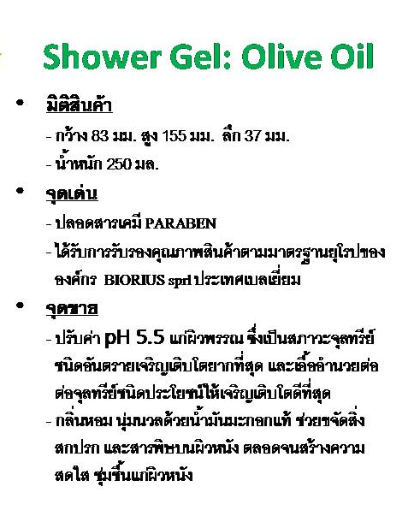 Shower Gel: Olive Oil
• มิติสินค้า
- กว้าง 83 มม. สูง 155 มม. ลึก 37 มม.
- น้ำหนัก 250 มล.
• จุดเด่น
- ปลอดสารเคมี PARABEN
- ได้รับการรับรองคุณภาพสินค้าตามมาตรฐานยุโรปของ
องค์กร BIORIUS sprl ประเทศเบลเยี่ยม
• จุดขาย
- ปรับค่า pH 5.5 แก่ผิวพรรณ ซึ่งเป็นสภาวะจุลทรีย์
ชนิดอันตรายเจริญเติบโตยากที่สุด และเอื้ออำนวยต่อ
ต่อจุลทรีย์ชนิดประโยชน์ให้เจริญเติบโตดีที่สุด
- กลิ่นหอม นุ่มนวลด้วยน้ำมันมะกอกแท้ ช่วยขจัดสิ่ง
สกปรก และสารพิษบนผิวหนัง ตลอดจนสร้างความ
สดใส ชุ่มชื้นแก่ผิวหนัง